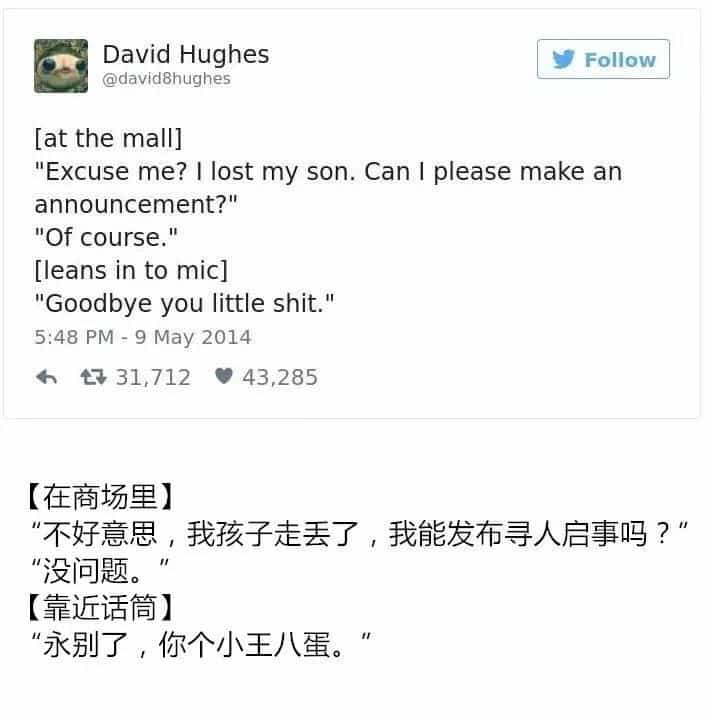 David Hughes
@david8hughes
Follow
[at the mall]
"Excuse me? I lost my son. Can I please make an
announcement?"
"Of course."
[leans in to mic]
"Goodbye you little shit."
5:48 PM - 9 May 2014
31,712 43,285
【在商场里】
“不好意思，我孩子走丢了，我能发布寻人启事吗？”
“没问题。”
【靠近话筒】
“永别了，你个小王八蛋。”